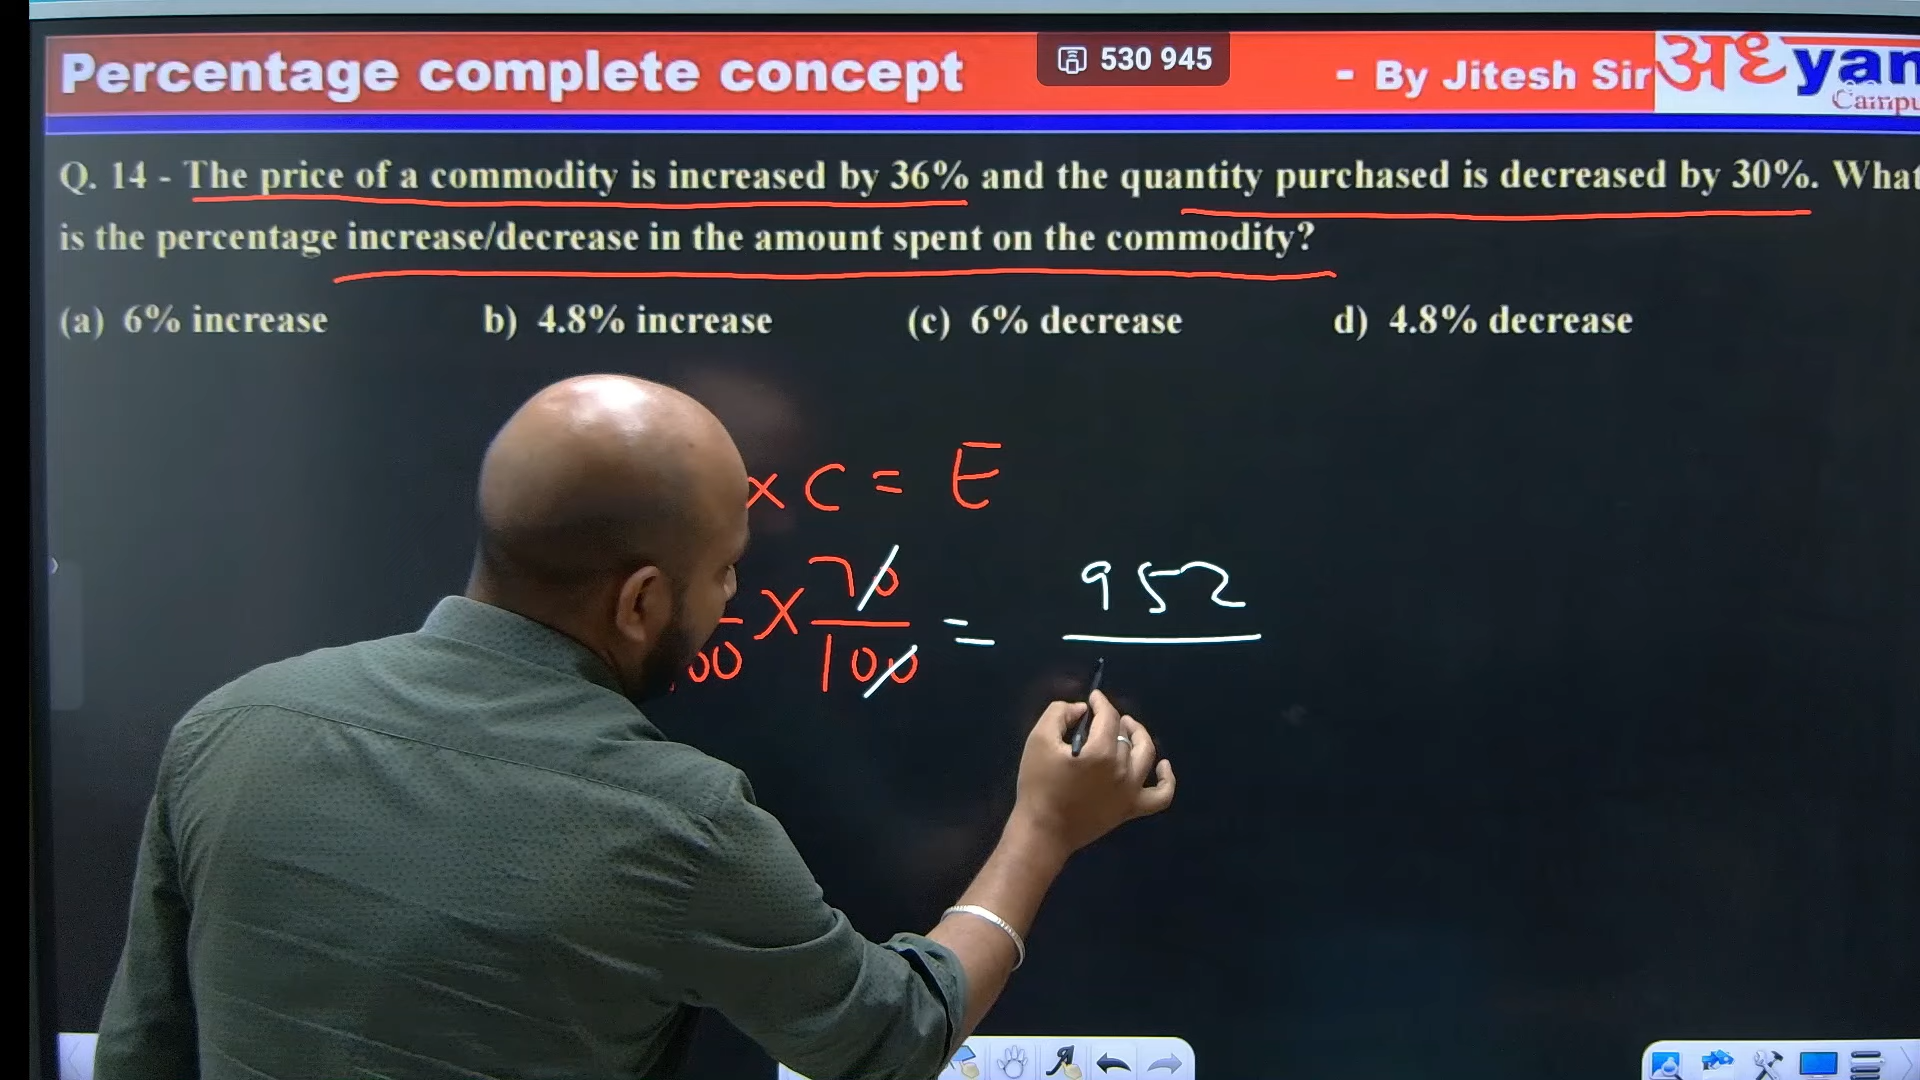 Percentage complete concept
530 945
- By Jitesh Sir
अध्yan
Campu
Q. 14 - The price of a commodity is increased by 36% and the quantity purchased is decreased by 30%. What
is the percentage increase/decrease in the amount spent on the commodity?
(a) 6% increase b) 4.8% increase (c) 6% decrease d) 4.8% decrease
x C = E
X 70 = 952
00 100